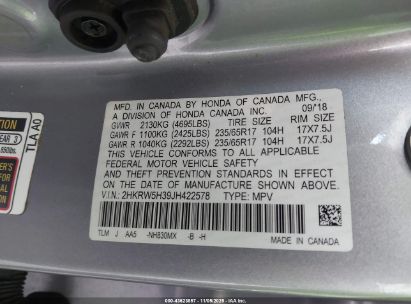 MFD. IN CANADA BY HONDA OF CANADA MFG.,
A DIVISION OF HONDA CANADA INC. 09/18
GVWR 2130KG (4695LBS) TIRE SIZE RIM SIZE
GAWR F 1100KG (2425LBS) 235/65R17 104H 17X7.5J
GAWR R 1040KG (2292LBS) 235/65R17 104H 17X7.5J
THIS VEHICLE CONFORMS TO ALL APPLICABLE
FEDERAL MOTOR VEHICLE SAFETY
AND THEFT PREVENTION STANDARDS IN EFFECT
ON THE DATE OF MANUFACTURE SHOWN ABOVE.
V.I.N.: 2HKRW5H39JH422578 TYPE: MPV
TLM J AA5 -NH830MX -B -H
MADE IN CANADA
TLA A0